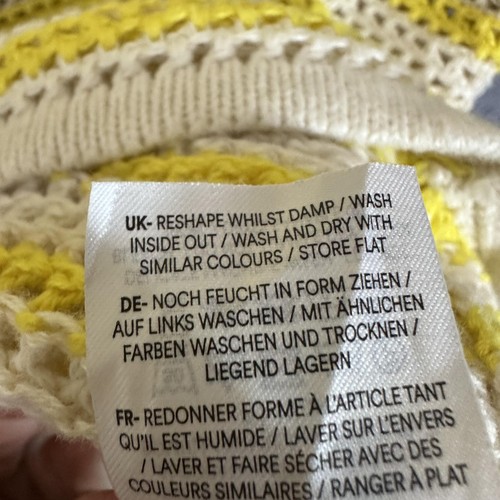 UK- RESHAPE WHILST DAMP / WASH
INSIDE OUT / WASH AND DRY WITH
SIMILAR COLOURS / STORE FLAT
DE- NOCH FEUCHT IN FORM ZIEHEN /
AUF LINKS WASCHEN / MIT ÄHNLICHEN
FARBEN WASCHEN UND TROCKNEN /
LIEGEND LAGERN
FR- REDONNER FORME À L'ARTICLE TANT
QU'IL EST HUMIDE / LAVER SUR L'ENVERS
/ LAVER ET FAIRE SÉCHER AVEC DES
COULEURS SIMILAIRES / RANGER À PLAT